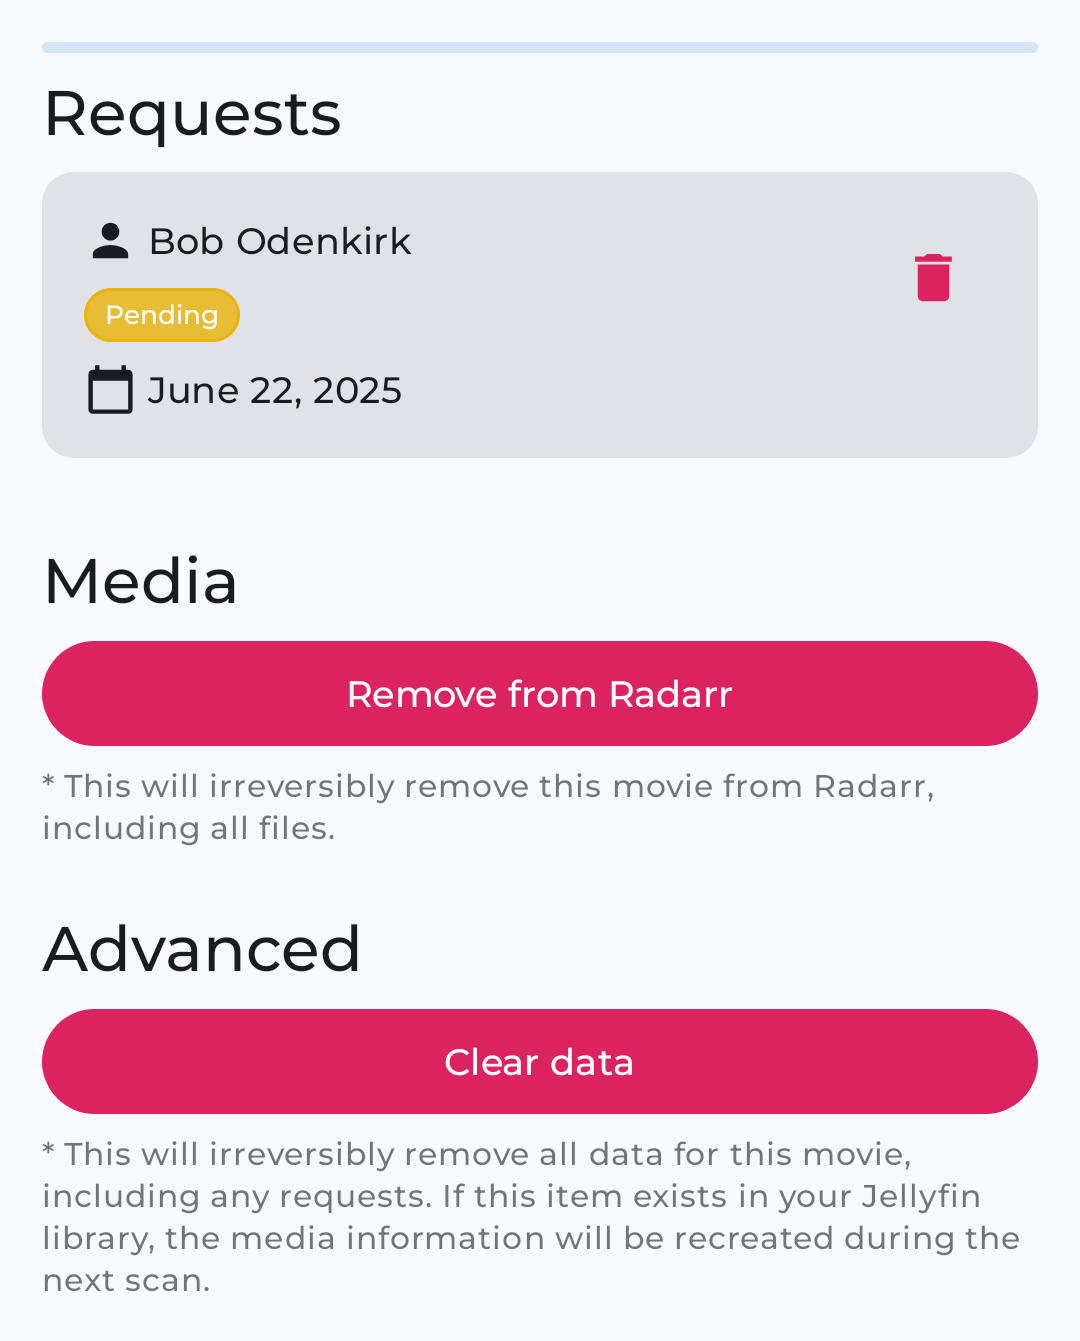 Requests
Bob Odenkirk
Pending
June 22, 2025
Media
Remove from Radarr
* This will irreversibly remove this movie from Radarr,
including all files.
Advanced
Clear data
* This will irreversibly remove all data for this movie,
including any requests. If this item exists in your Jellyfin
library, the media information will be recreated during the
next scan.